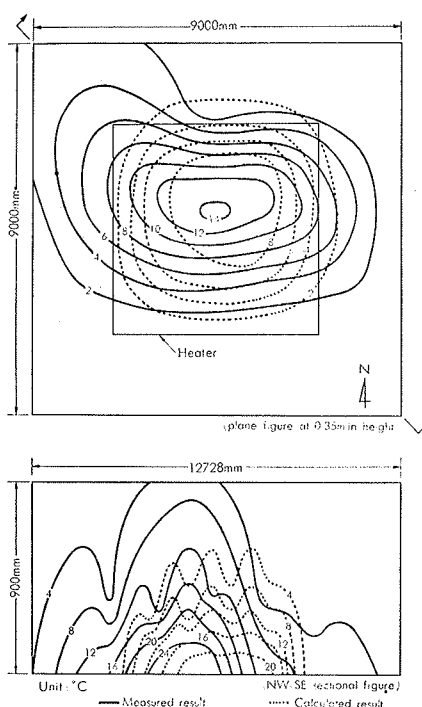 9000mm
9000mm
14
12
10
8
8
6
4
2
2
Heater
N
(plane figure at 0.35m in height
12728mm
900mm
4
4
8
8
12
12
16
16
20
20
24
Unit : °C
(NW-SE sectional figure)
Measured result
Calculated result